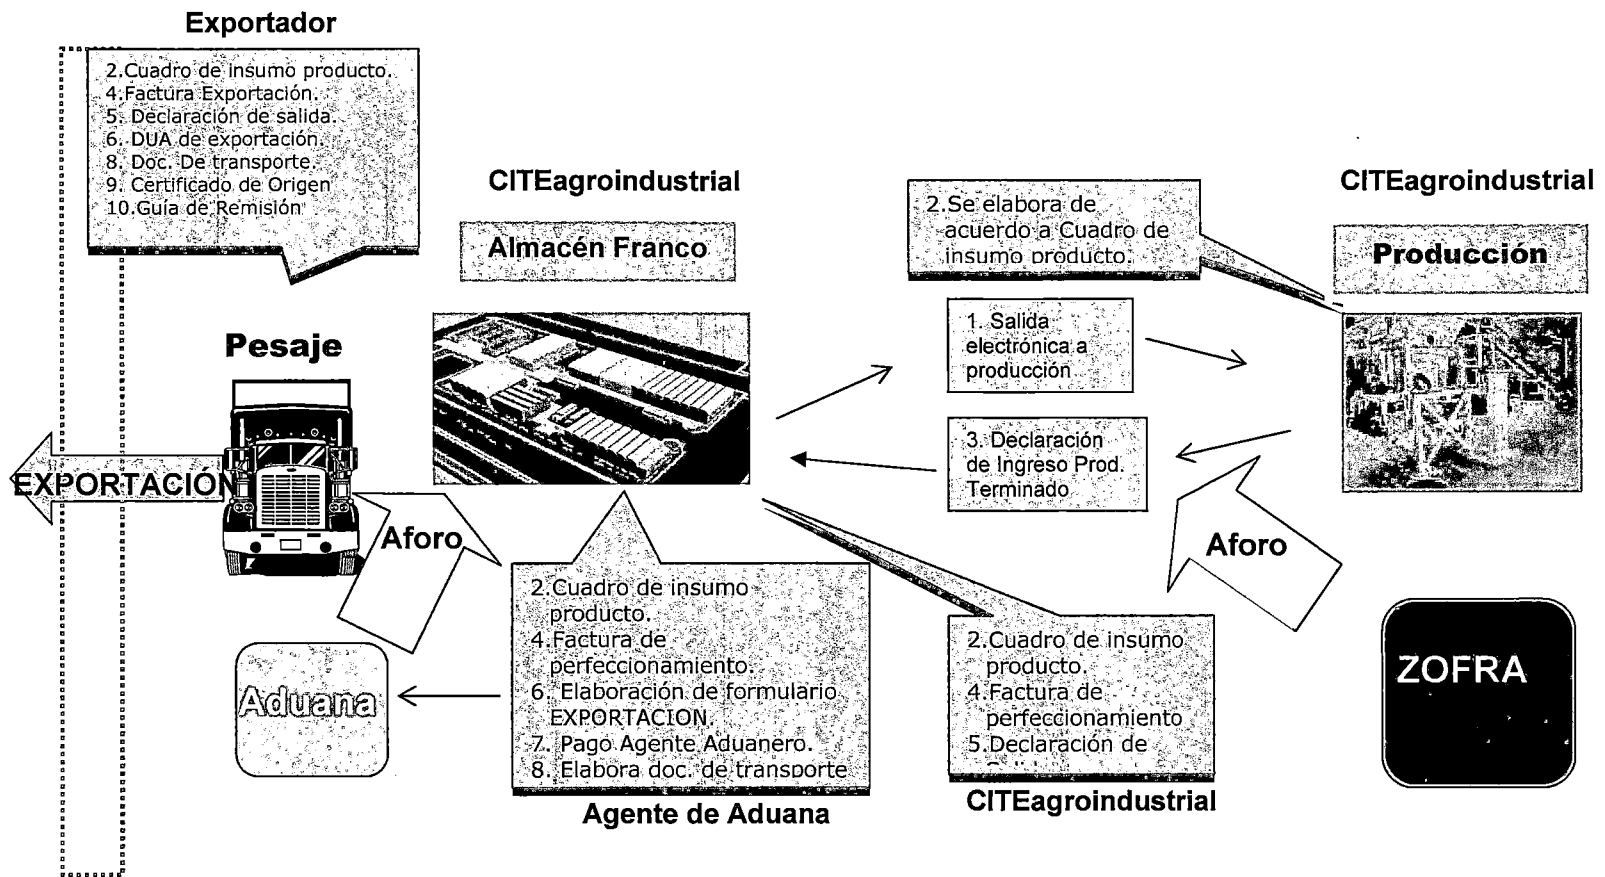 Exportador
2.Cuadro de insumo producto.
4.Factura Exportación.
5. Declaración de salida.
6. DUA de exportación.
8. Doc. De transporte.
9. Certificado de Origen
10.Guía de Remisión
CITEagroindustrial
Almacén Franco
2.Se elabora de
acuerdo a Cuadro de
insumo producto.
CITEagroindustrial
Producción
Pesaje
1. Salida
electrónica a
producción
3. Declaración
de Ingreso Prod.
Terminado
EXPORTACIÓN
Aforo
Aforo
2.Cuadro de insumo
producto.
4.Factura de
perfeccionamiento.
6. Elaboración de formulario
EXPORTACION.
7. Pago Agente Aduanero.
8. Elabora doc. de transporte
Agente de Aduana
Aduana
2.Cuadro de insumo
producto.
4.Factura de
perfeccionamiento
5.Declaración de
CITEagroindustrial
ZOFRA